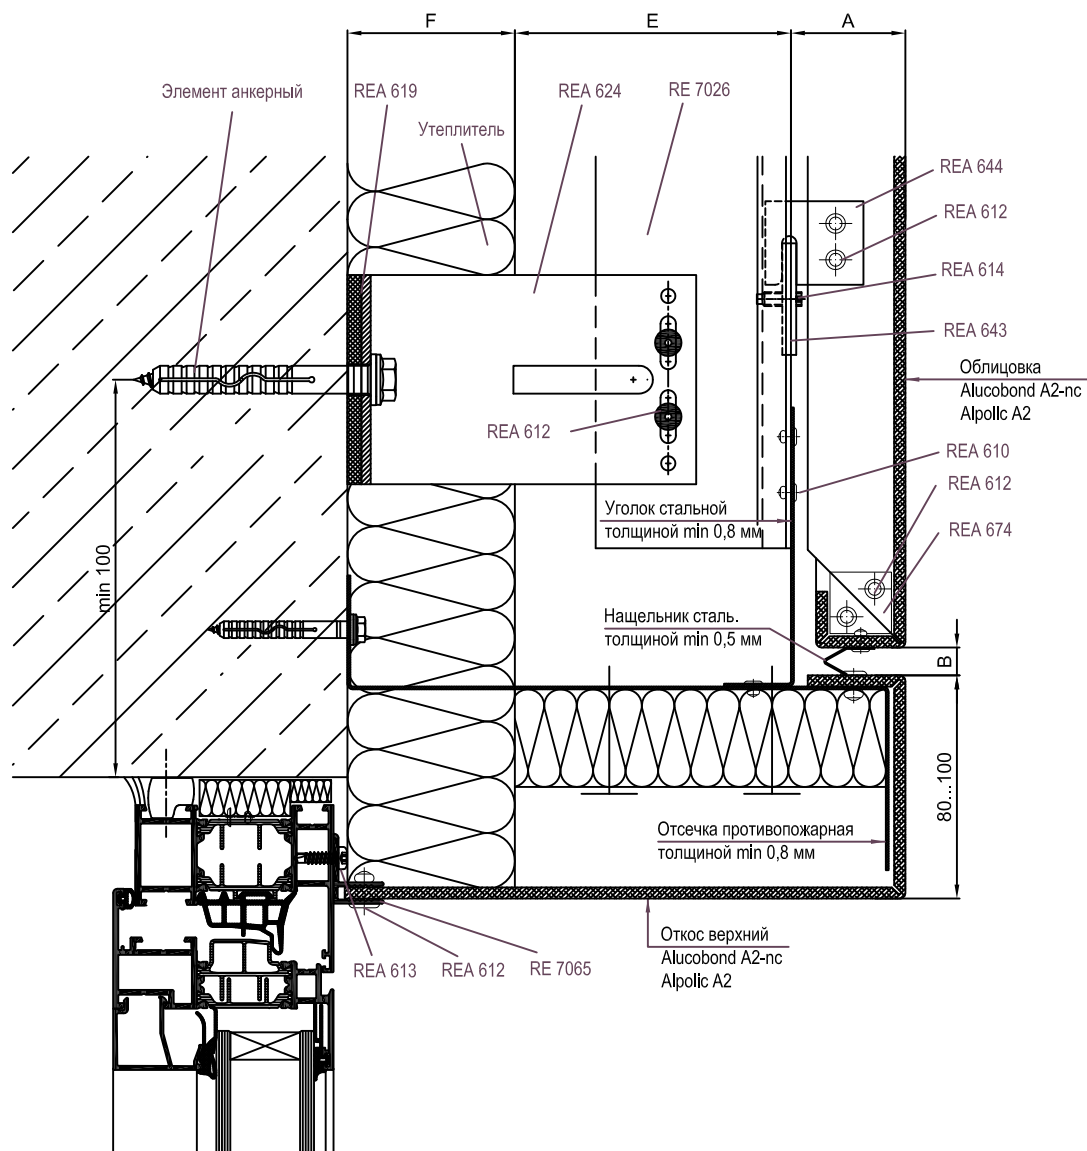 F
E
A
Элемент анкерный
REA 619
REA 624
RE 7026
Утеплитель
REA 644
REA 612
REA 614
REA 643
Облицовка
Alucobond A2-nc
Alpolic A2
REA 612
REA 610
REA 612
REA 674
Уголок стальной
толщиной min 0,8 мм
min 100
Нащельник сталь.
толщиной min 0,5 мм
B
80...100
Отсечка противопожарная
толщиной min 0,8 мм
Откос верхний
Alucobond A2-nc
Alpolic A2
REA 613
REA 612
RE 7065